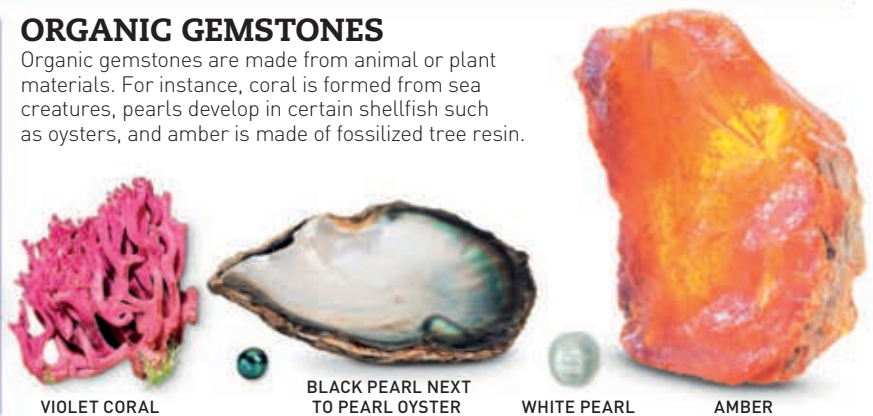 ORGANIC GEMSTONES
Organic gemstones are made from animal or plant
materials. For instance, coral is formed from sea
creatures, pearls develop in certain shellfish such
as oysters, and amber is made of fossilized tree resin.
VIOLET CORAL
BLACK PEARL NEXT
TO PEARL OYSTER
WHITE PEARL
AMBER